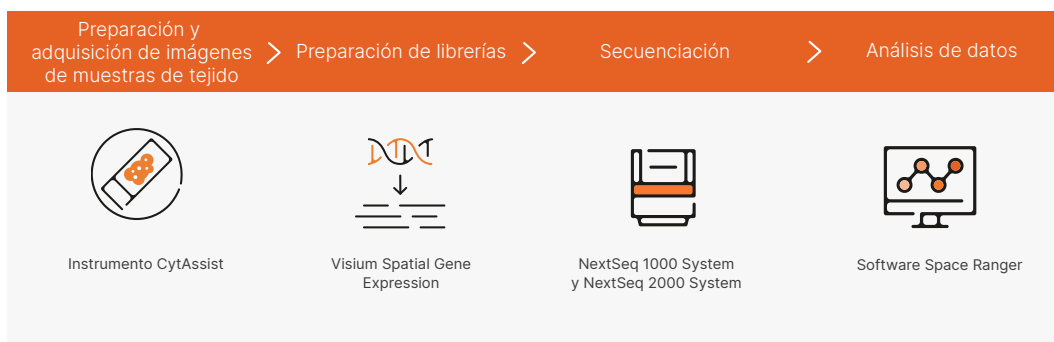 Preparación y
adquisición de imágenes
de muestras de tejido
Preparación de librerías
Secuenciación
Análisis de datos
Instrumento CytAssist
Visium Spatial Gene
Expression
NextSeq 1000 System
y NextSeq 2000 System
Software Space Ranger